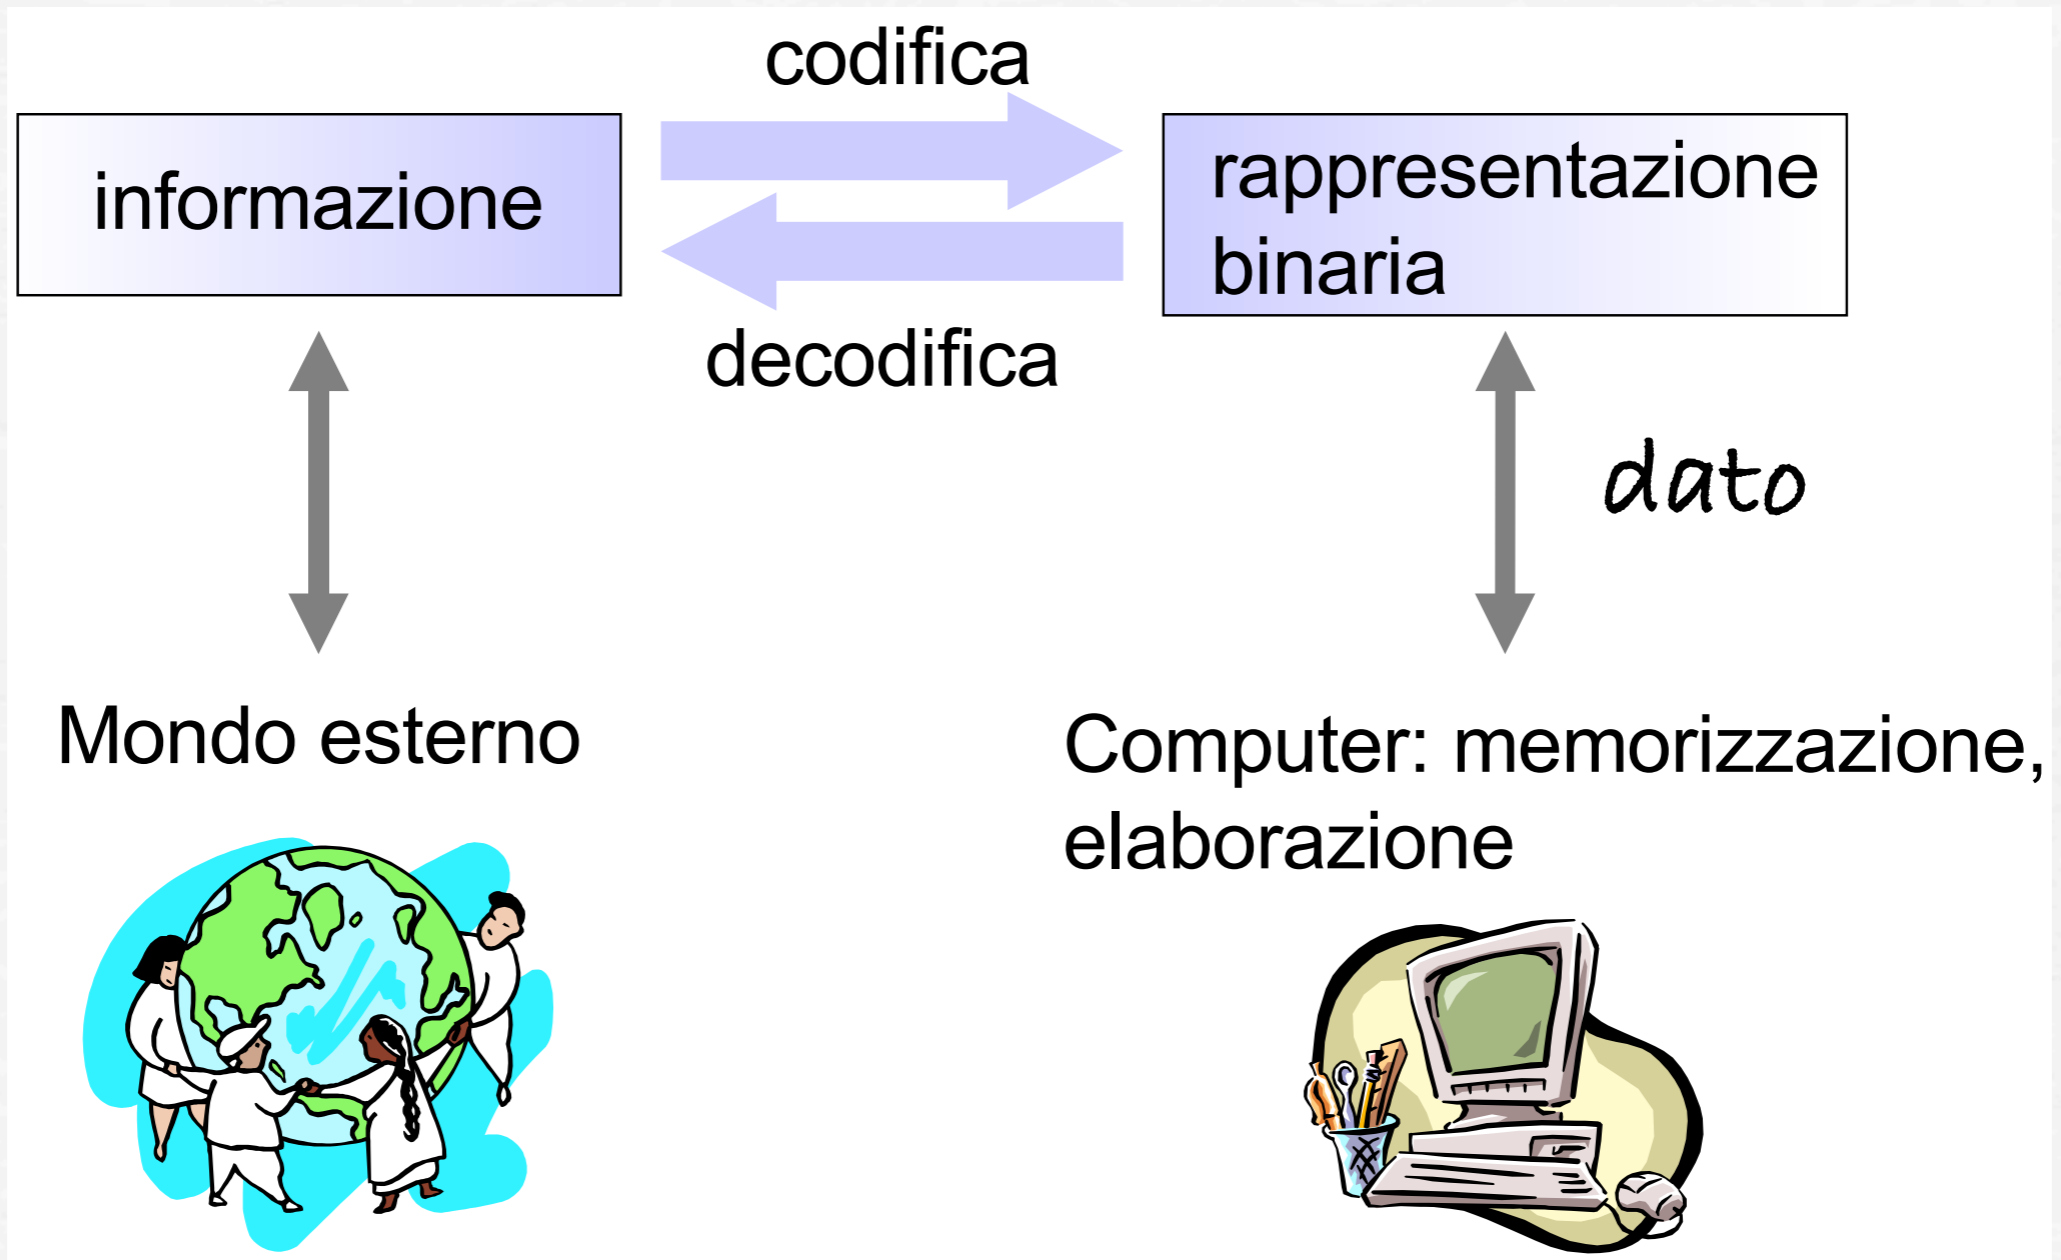 codifica
informazione
rappresentazione
binaria
decodifica
dato
Mondo esterno
Computer: memorizzazione,
elaborazione